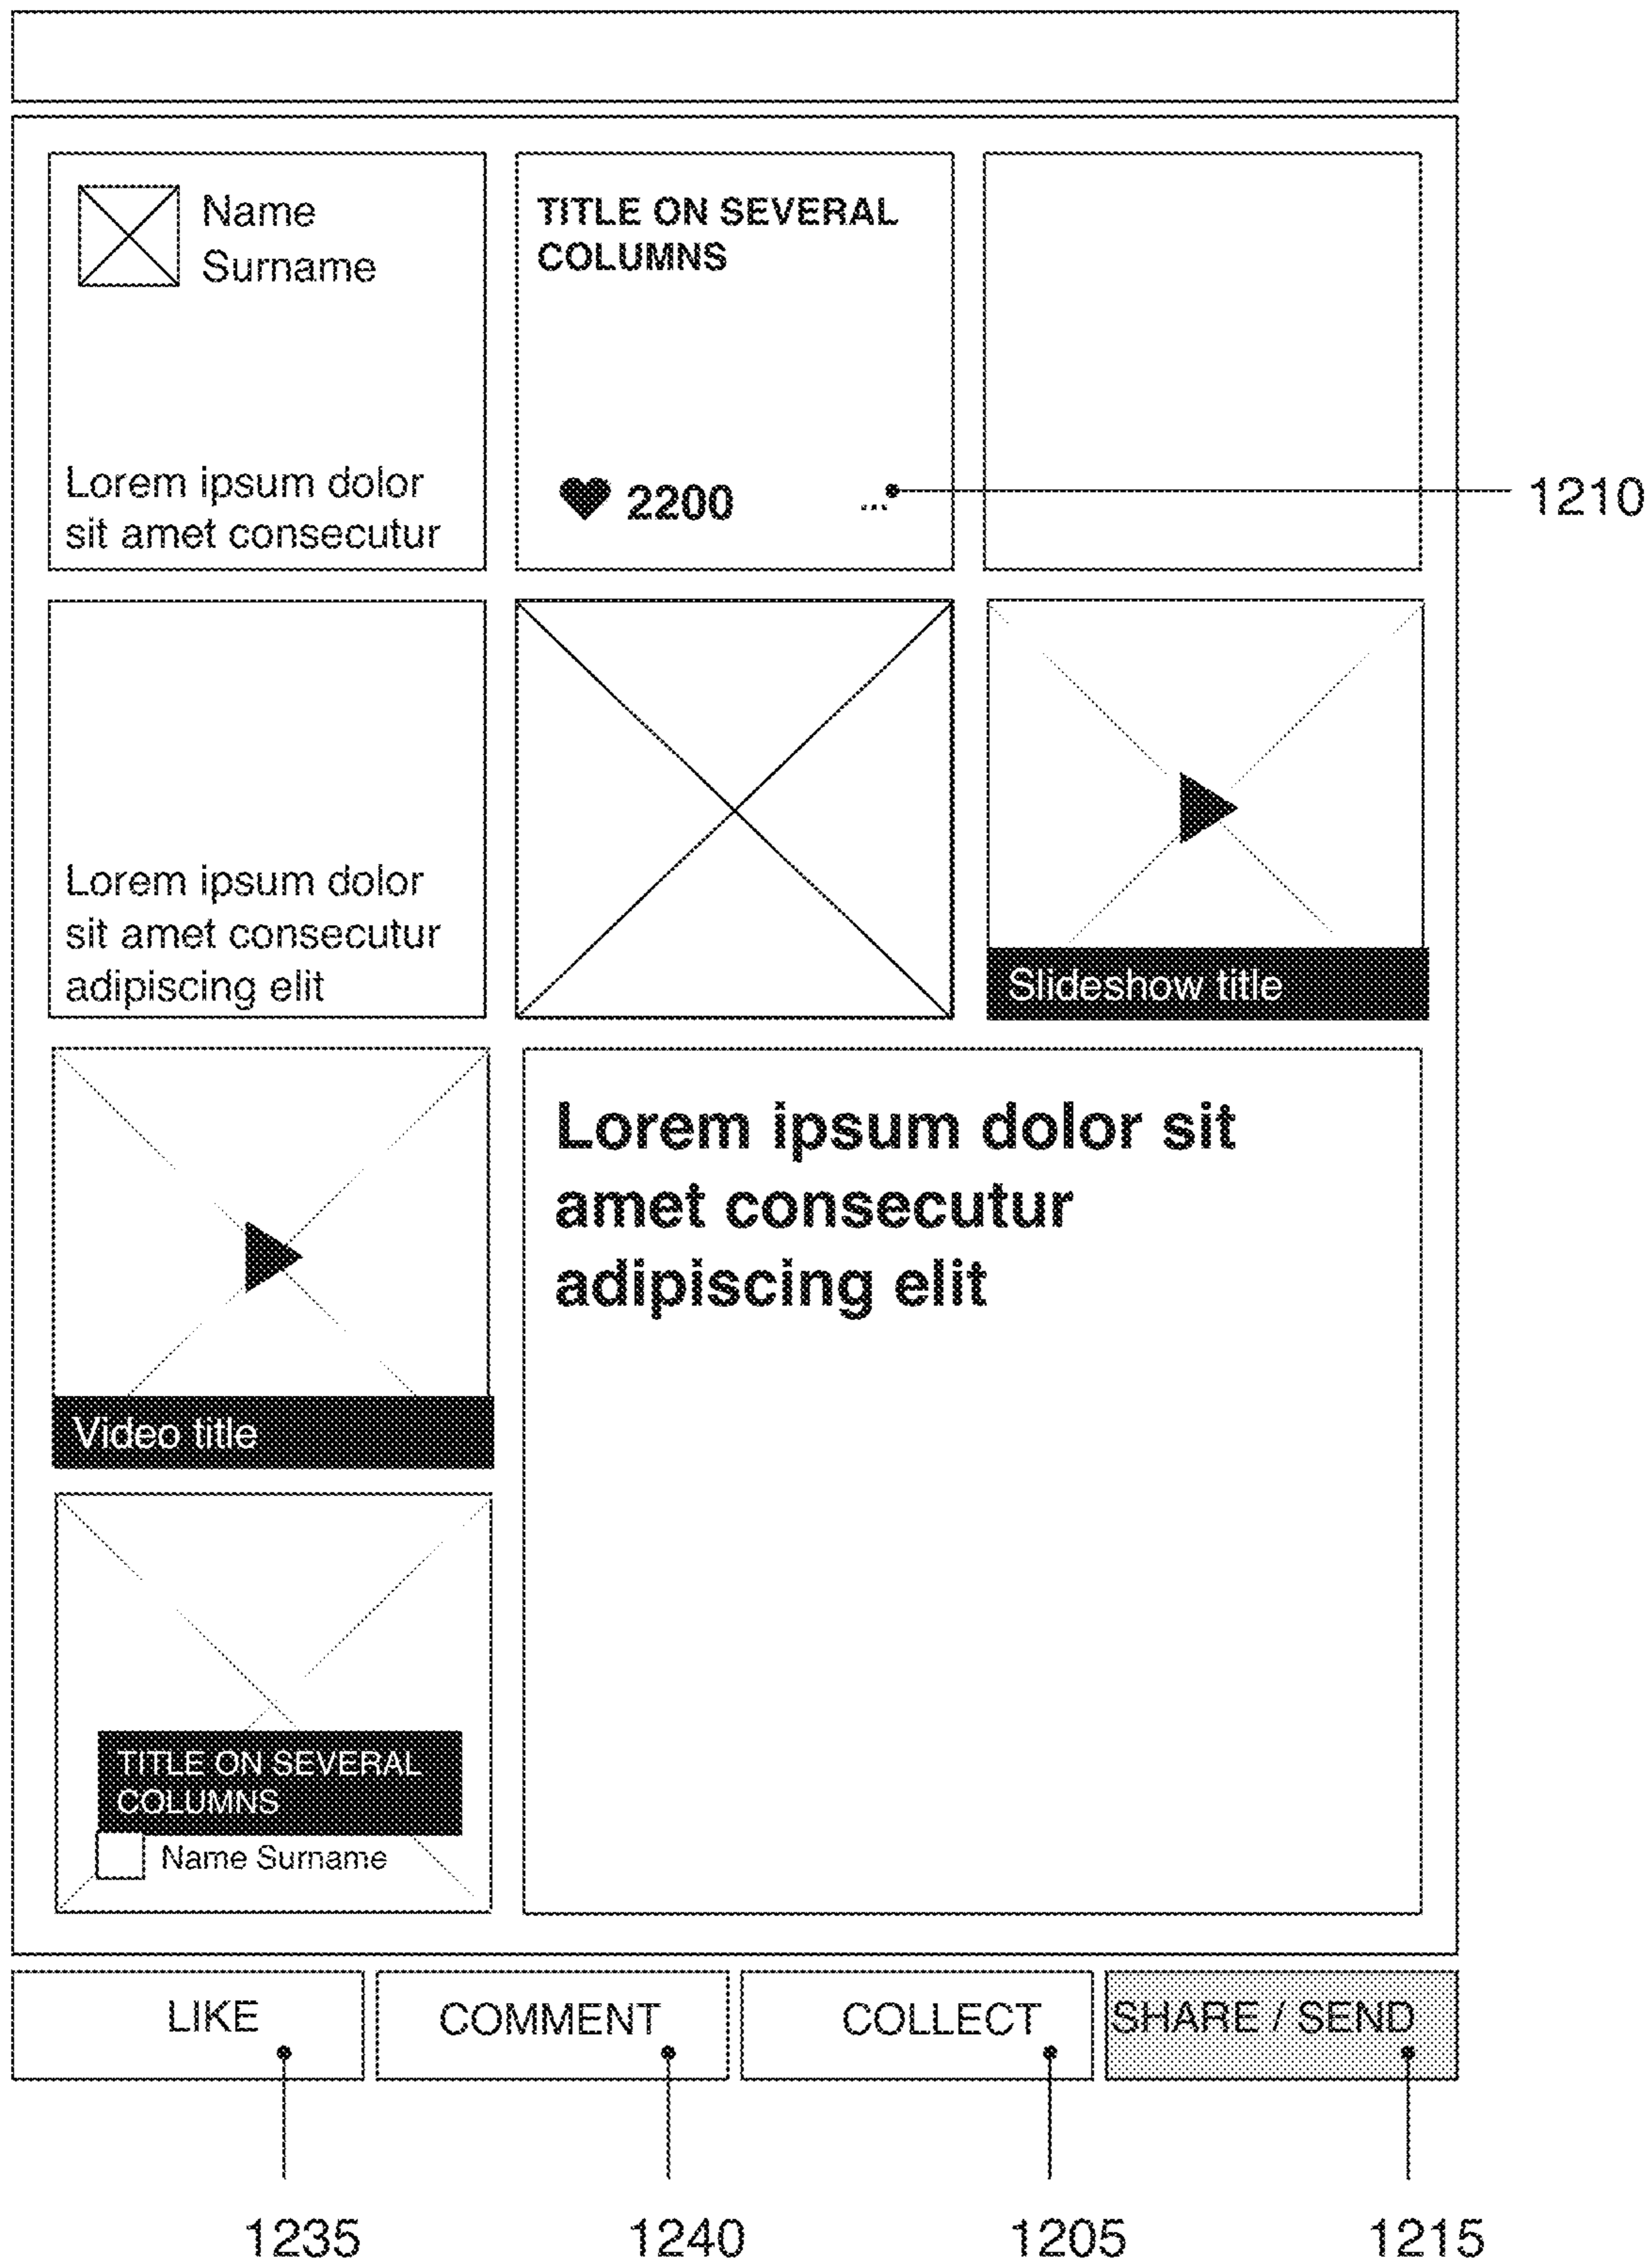 Name
Surname
Lorem ipsum dolor
sit amet consecutur
TITLE ON SEVERAL
COLUMNS
2200
...
1210
Lorem ipsum dolor
sit amet consecutur
adipiscing elit
Slideshow title
Video title
Lorem ipsum dolor sit
amet consecutur
adipiscing elit
TITLE ON SEVERAL
COLUMNS
Name Surname
LIKE
COMMENT
COLLECT
SHARE / SEND
1235
1240
1205
1215